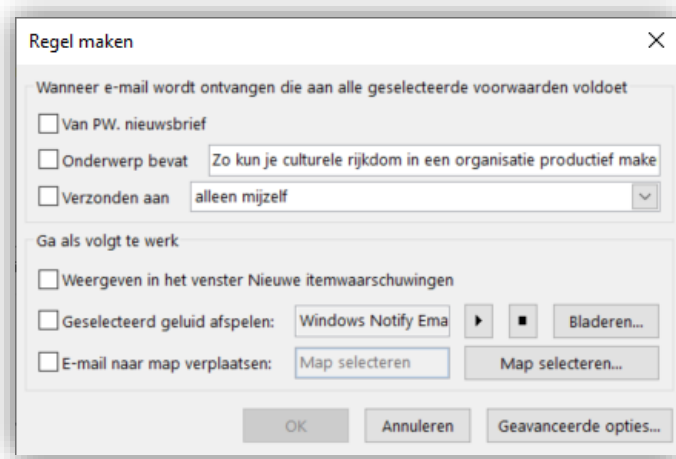 Regel maken
Wanneer e-mail wordt ontvangen die aan alle geselecteerde voorwaarden voldoet
Van PW. nieuwsbrief
Onderwerp bevat Zo kun je culturele rijkdom in een organisatie productief make
Verzonden aan alleen mijzelf
Ga als volgt te werk
Weergeven in het venster Nieuwe itemwaarschuwingen
Geselecteerd geluid afspelen: Windows Notify Ema Bladeren...
E-mail naar map verplaatsen: Map selecteren Map selecteren...
OK Annuleren Geavanceerde opties...